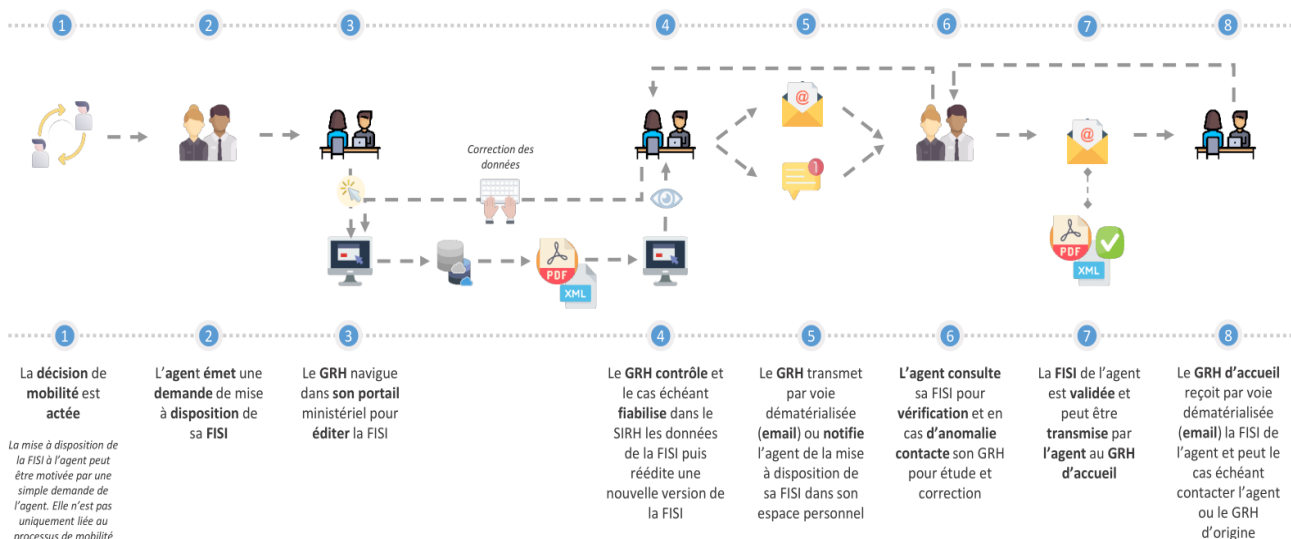 1 2 3 4 5 6 7 8
@
1
@
Correction des
données
PDF
XML
PDF
XML
1 2 3 4 5 6 7 8
La décision de
mobilité est
actée
La mise à disposition de
la FISI à l'agent peut
être motivée par une
simple demande de
l'agent. Elle n'est pas
uniquement liée au
processus de mobilité
L'agent émet une
demande de mise
à disposition de
sa FISI
Le GRH navigue
dans son portail
ministériel pour
éditer la FISI
Le GRH contrôle et
le cas échéant
fiabilise dans le
SIRH les données
de la FISI puis
réédite une
nouvelle version de
la FISI
Le GRH transmet
par voie
dématérialisée
(email) ou notifie
l'agent de la mise
à disposition de
sa FISI dans son
espace personnel
L'agent consulte
sa FISI pour
vérification et en
cas d'anomalie
contacte son GRH
pour étude et
correction
La FISI de l'agent
est validée et
peut être
transmise par
l'agent au GRH
d'accueil
Le GRH d'accueil
reçoit par voie
dématérialisée
(email) la FISI de
l'agent et peut le
cas échéant
contacter l'agent
ou le GRH
d'origine